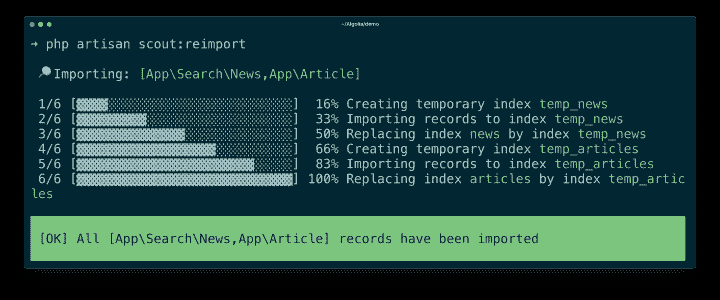 ~/Algolia/demo
➜ php artisan scout:reimport
🔎Importing: [App\Search\News,App\Article]
1/6 [▓▓▓▓░░░░░░░░░░░░░░░░░░░░░░░░] 16% Creating temporary index temp_news
2/6 [▓▓▓▓▓▓▓▓▓░░░░░░░░░░░░░░░░░░░] 33% Importing records to index temp_news
3/6 [▓▓▓▓▓▓▓▓▓▓▓▓▓▓░░░░░░░░░░░░░░] 50% Replacing index news by index temp_news
4/6 [▓▓▓▓▓▓▓▓▓▓▓▓▓▓▓▓▓▓░░░░░░░░░░] 66% Creating temporary index temp_articles
5/6 [▓▓▓▓▓▓▓▓▓▓▓▓▓▓▓▓▓▓▓▓▓▓▓░░░░░] 83% Importing records to index temp_articles
6/6 [▓▓▓▓▓▓▓▓▓▓▓▓▓▓▓▓▓▓▓▓▓▓▓▓▓▓▓▓] 100% Replacing index articles by index temp_artic
les
[OK] All [App\Search\News,App\Article] records have been imported